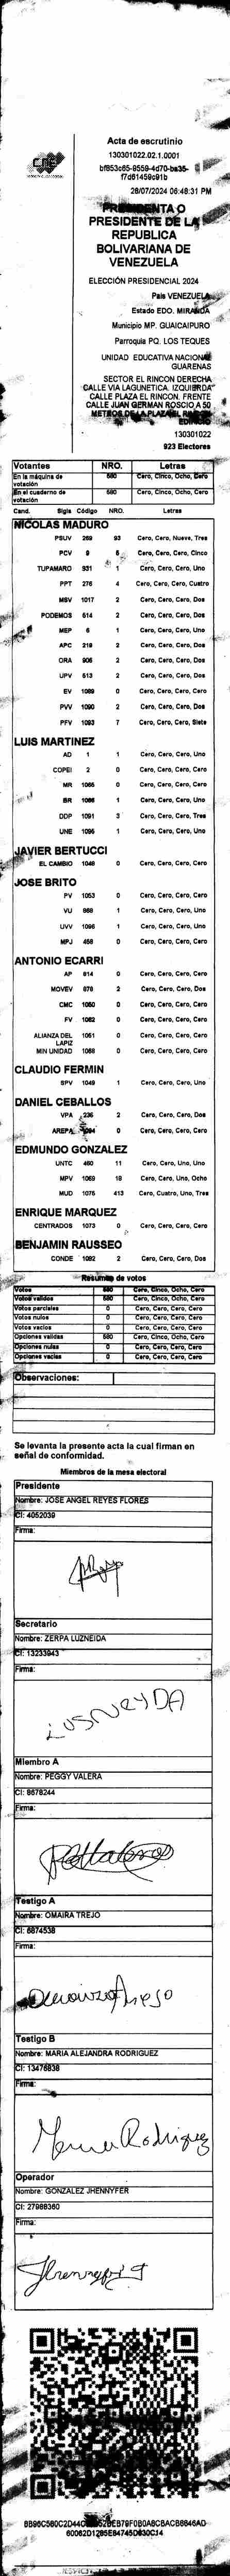 CNE
Acta de escrutinio
130301022.02.1.0001
bf853c65-9559-4d70-ba35-
f7d61459c91b
28/07/2024 06:48:31 PM
PRESIDENTA O
PRESIDENTE DE LA
REPUBLICA
BOLIVARIANA DE
VENEZUELA
ELECCIÓN PRESIDENCIAL 2024
Pais VENEZUELA
Estado EDO. MIRANDA
Municipio MP. GUAICAIPURO
Parroquia PQ. LOS TEQUES
UNIDAD EDUCATIVA NACIONAL
GUARENAS
SECTOR EL RINCON DERECHA
CALLE VIA LAGUNETICA. IZQUIERDA
CALLE PLAZA EL RINCON. FRENTE
CALLE JUAN GERMAN ROSCIO A 50
METROS DE LA PLAZA EL RINCON
EDIFICIO
130301022
923 Electores
Votantes NRO. Letras
En la máquina de votación 580 Cero, Cinco, Ocho, Cero
En el cuaderno de votación 580 Cero, Cinco, Ocho, Cero
Cand. Sigla Código NRO. Letras
NICOLAS MADURO
PSUV 269 93 Cero, Cero, Nueve, Tres
PCV 9 5 Cero, Cero, Cero, Cinco
TUPAMARO 931 1 Cero, Cero, Cero, Uno
PPT 276 4 Cero, Cero, Cero, Cuatro
MSV 1017 2 Cero, Cero, Cero, Dos
PODEMOS 514 2 Cero, Cero, Cero, Dos
MEP 6 1 Cero, Cero, Cero, Uno
APC 219 2 Cero, Cero, Cero, Dos
ORA 906 2 Cero, Cero, Cero, Dos
UPV 513 2 Cero, Cero, Cero, Dos
EV 1089 0 Cero, Cero, Cero, Cero
PVV 1090 2 Cero, Cero, Cero, Dos
PFV 1093 7 Cero, Cero, Cero, Siete
LUIS MARTINEZ
AD 1 1 Cero, Cero, Cero, Uno
COPEI 2 0 Cero, Cero, Cero, Cero
MR 1065 0 Cero, Cero, Cero, Cero
BR 1086 1 Cero, Cero, Cero, Uno
DDP 1091 3 Cero, Cero, Cero, Tres
UNE 1095 1 Cero, Cero, Cero, Uno
JAVIER BERTUCCI
EL CAMBIO 1048 0 Cero, Cero, Cero, Cero
JOSE BRITO
PV 1053 0 Cero, Cero, Cero, Cero
VU 868 1 Cero, Cero, Cero, Uno
UVV 1096 1 Cero, Cero, Cero, Uno
MPJ 458 0 Cero, Cero, Cero, Cero
ANTONIO ECARRI
AP 814 0 Cero, Cero, Cero, Cero
MOVEV 878 2 Cero, Cero, Cero, Dos
CMC 1050 0 Cero, Cero, Cero, Cero
FV 1082 0 Cero, Cero, Cero, Cero
ALIANZA DEL LAPIZ 1051 0 Cero, Cero, Cero, Cero
MIN UNIDAD 1068 0 Cero, Cero, Cero, Cero
CLAUDIO FERMIN
SPV 1049 1 Cero, Cero, Cero, Uno
DANIEL CEBALLOS
VPA 236 2 Cero, Cero, Cero, Dos
AREPA 1094 0 Cero, Cero, Cero, Cero
EDMUNDO GONZALEZ
UNTC 460 11 Cero, Cero, Uno, Uno
MPV 1069 18 Cero, Cero, Uno, Ocho
MUD 1075 413 Cero, Cuatro, Uno, Tres
ENRIQUE MARQUEZ
CENTRADOS 1073 0 Cero, Cero, Cero, Cero
BENJAMIN RAUSSEO
CONDE 1092 2 Cero, Cero, Cero, Dos
Resumen de votos
Votos 580 Cero, Cinco, Ocho, Cero
Votos validos 580 Cero, Cinco, Ocho, Cero
Votos parciales 0 Cero, Cero, Cero, Cero
Votos nulos 0 Cero, Cero, Cero, Cero
Votos vacios 0 Cero, Cero, Cero, Cero
Opciones validas 580 Cero, Cinco, Ocho, Cero
Opciones nulas 0 Cero, Cero, Cero, Cero
Opciones vacias 0 Cero, Cero, Cero, Cero
Observaciones:
Se levanta la presente acta la cual firman en
señal de conformidad.
Miembros de la mesa electoral
Presidente
Nombre: JOSE ANGEL REYES FLORES
CI: 4052039
Firma:
Secretario
Nombre: ZERPA LUZNEIDA
CI: 13233943
Firma:
LUSNEYDA
Miembro A
Nombre: PEGGY VALERA
CI: 8678244
Firma:
Testigo A
Nombre: OMAIRA TREJO
CI: 6874538
Firma:
Testigo B
Nombre: MARIA ALEJANDRA RODRIGUEZ
CI: 13476838
Firma:
Maria Rodriguez
Operador
Nombre: GONZALEZ JHENNYFER
CI: 27988360
Firma: